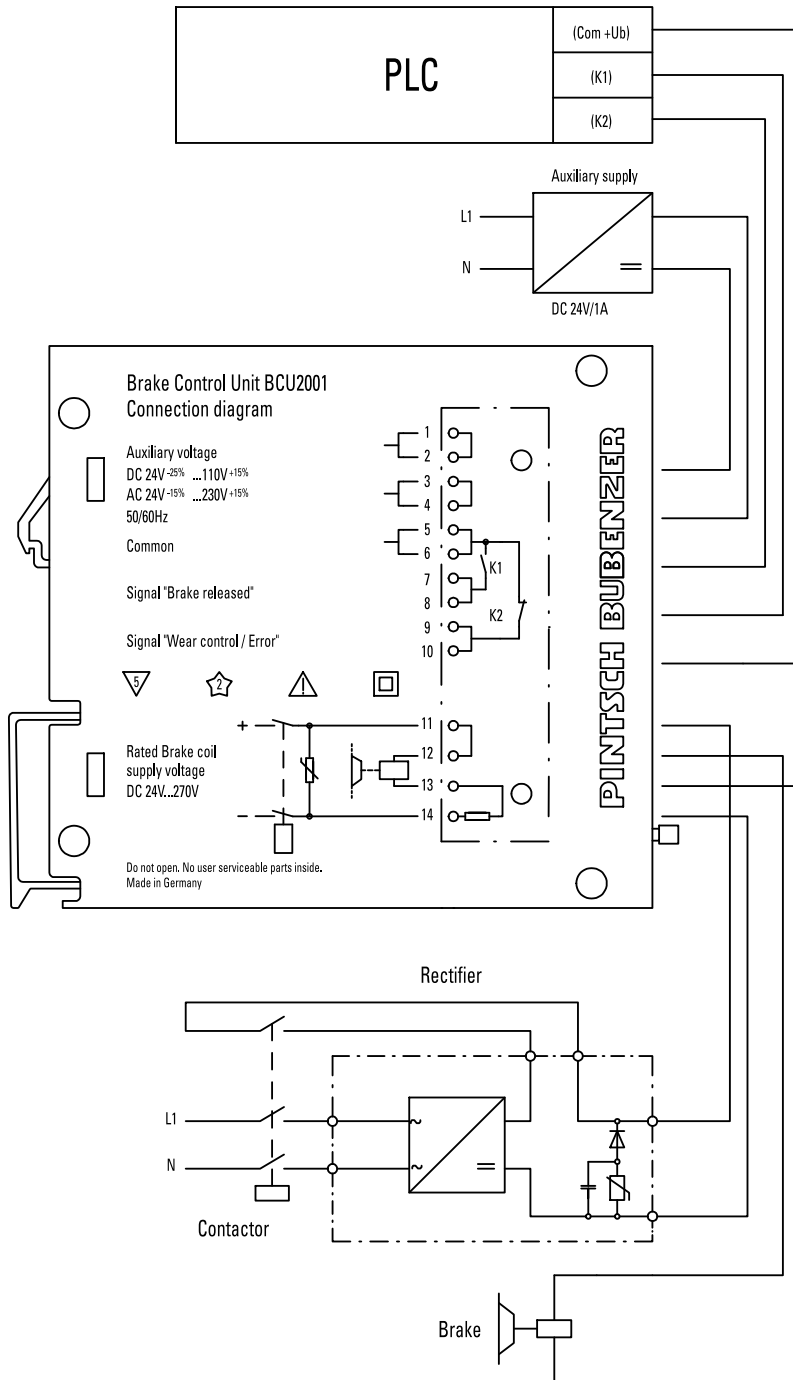 PLC
(Com +Ub)
(K1)
(K2)
Auxiliary supply
L1
N
DC 24V/1A
Brake Control Unit BCU2001
Connection diagram
Auxiliary voltage
DC 24V -25% ...110V +15%
AC 24V -15% ...230V +15%
50/60Hz
Common
Signal "Brake released"
Signal "Wear control / Error"
1
2
3
4
5
6
7
8
9
10
K1
K2
5
2
!
+
Rated Brake coil
supply voltage
DC 24V...270V
-
11
12
13
14
PINTSCH BUBENZER
Do not open. No user serviceable parts inside.
Made in Germany
Rectifier
L1
N
~
~
Contactor
Brake